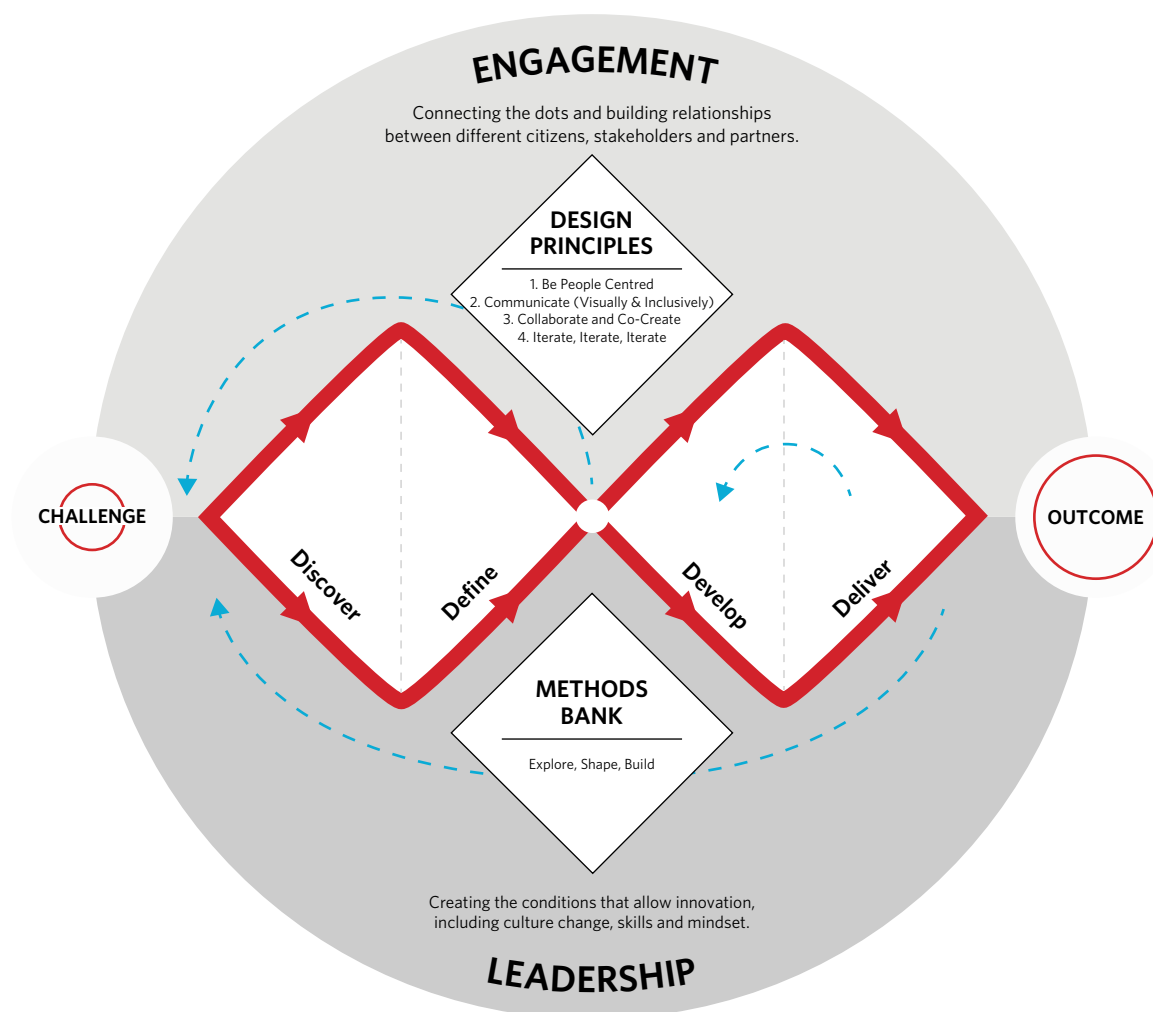 ENGAGEMENT
Connecting the dots and building relationships
between different citizens, stakeholders and partners.
DESIGN
PRINCIPLES
1. Be People Centred
2. Communicate (Visually & Inclusively)
3. Collaborate and Co-Create
4. Iterate, Iterate, Iterate
CHALLENGE
OUTCOME
Discover
Define
Develop
Deliver
METHODS
BANK
Explore, Shape, Build
Creating the conditions that allow innovation,
including culture change, skills and mindset.
LEADERSHIP